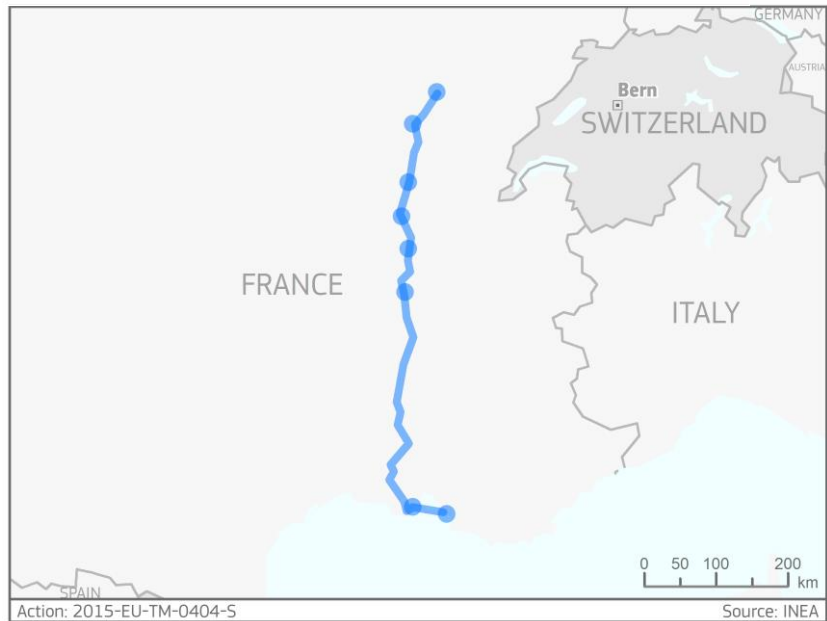 GERMANY
AUSTRIA
Bern
SWITZERLAND
FRANCE
ITALY
0 50 100 200
km
SPAIN
Action: 2015-EU-TM-0404-S
Source: INEA